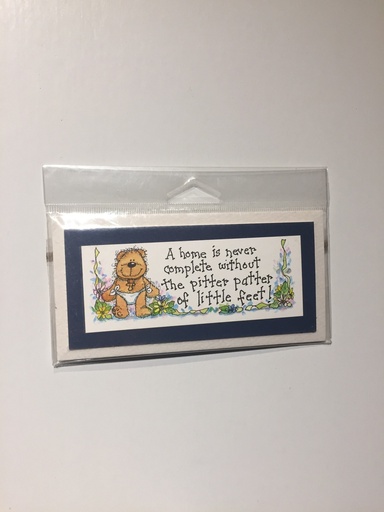 A home is never
complete without
the pitter patter
of little feet!